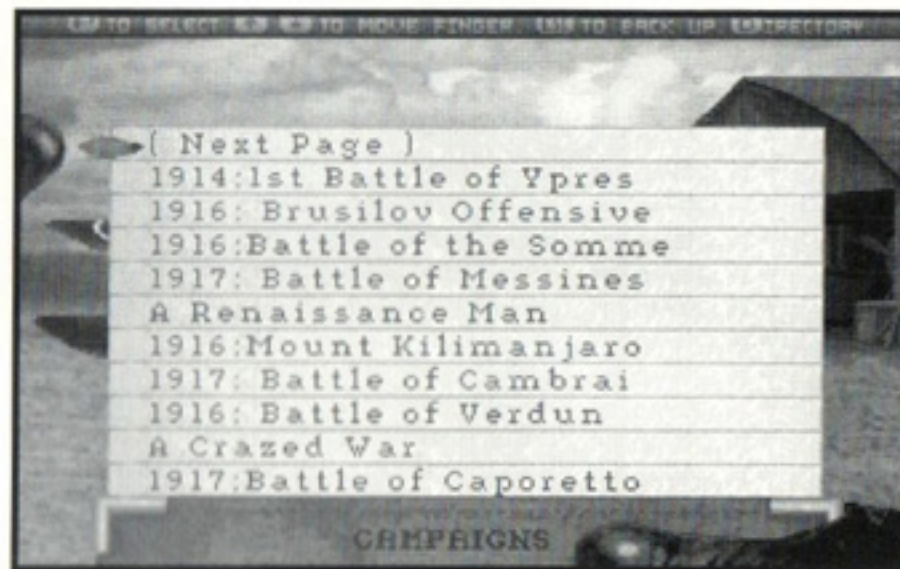 TO SELECT TO MOVE FINGER. TO BACK UP. DIRECTORY.
( Next Page )
1914:1st Battle of Ypres
1916: Brusilov Offensive
1916:Battle of the Somme
1917: Battle of Messines
A Renaissance Man
1916:Mount Kilimanjaro
1917: Battle of Cambrai
1916: Battle of Verdun
A Crazed War
1917:Battle of Caporetto
CAMPAIGNS